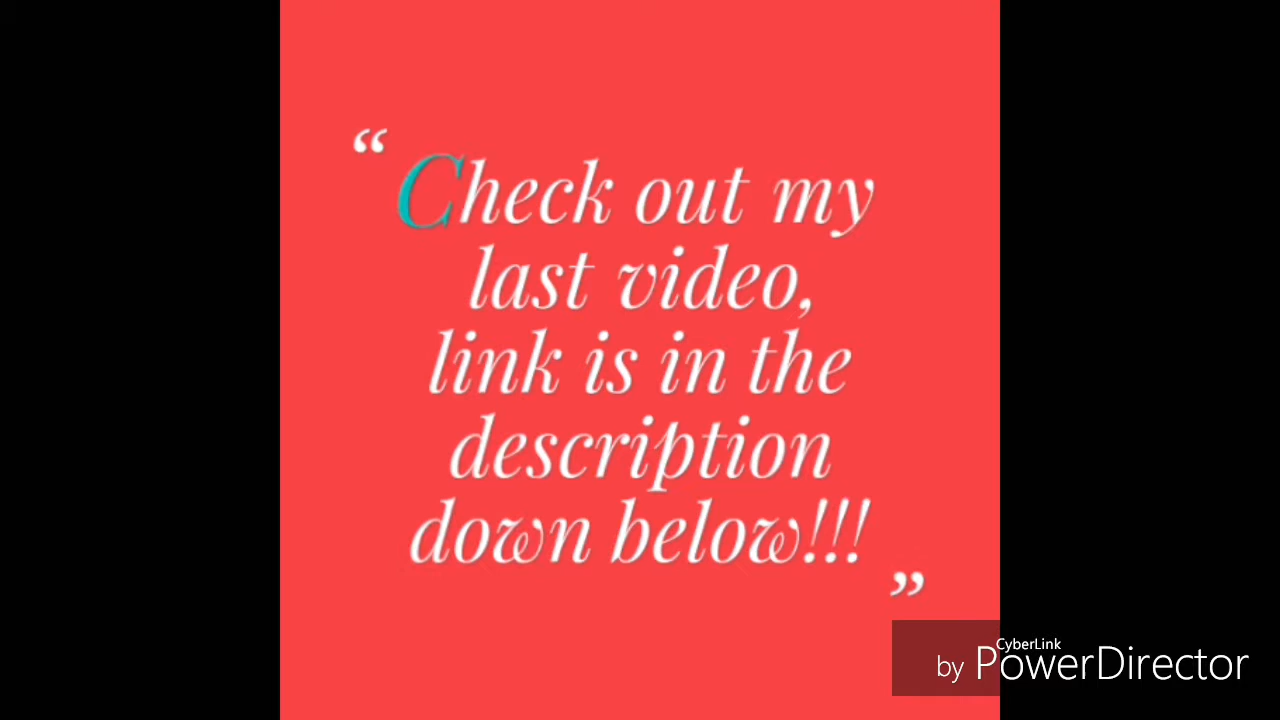 “Check out my
last video,
link is in the
description
down below!!!”
CyberLink
by PowerDirector